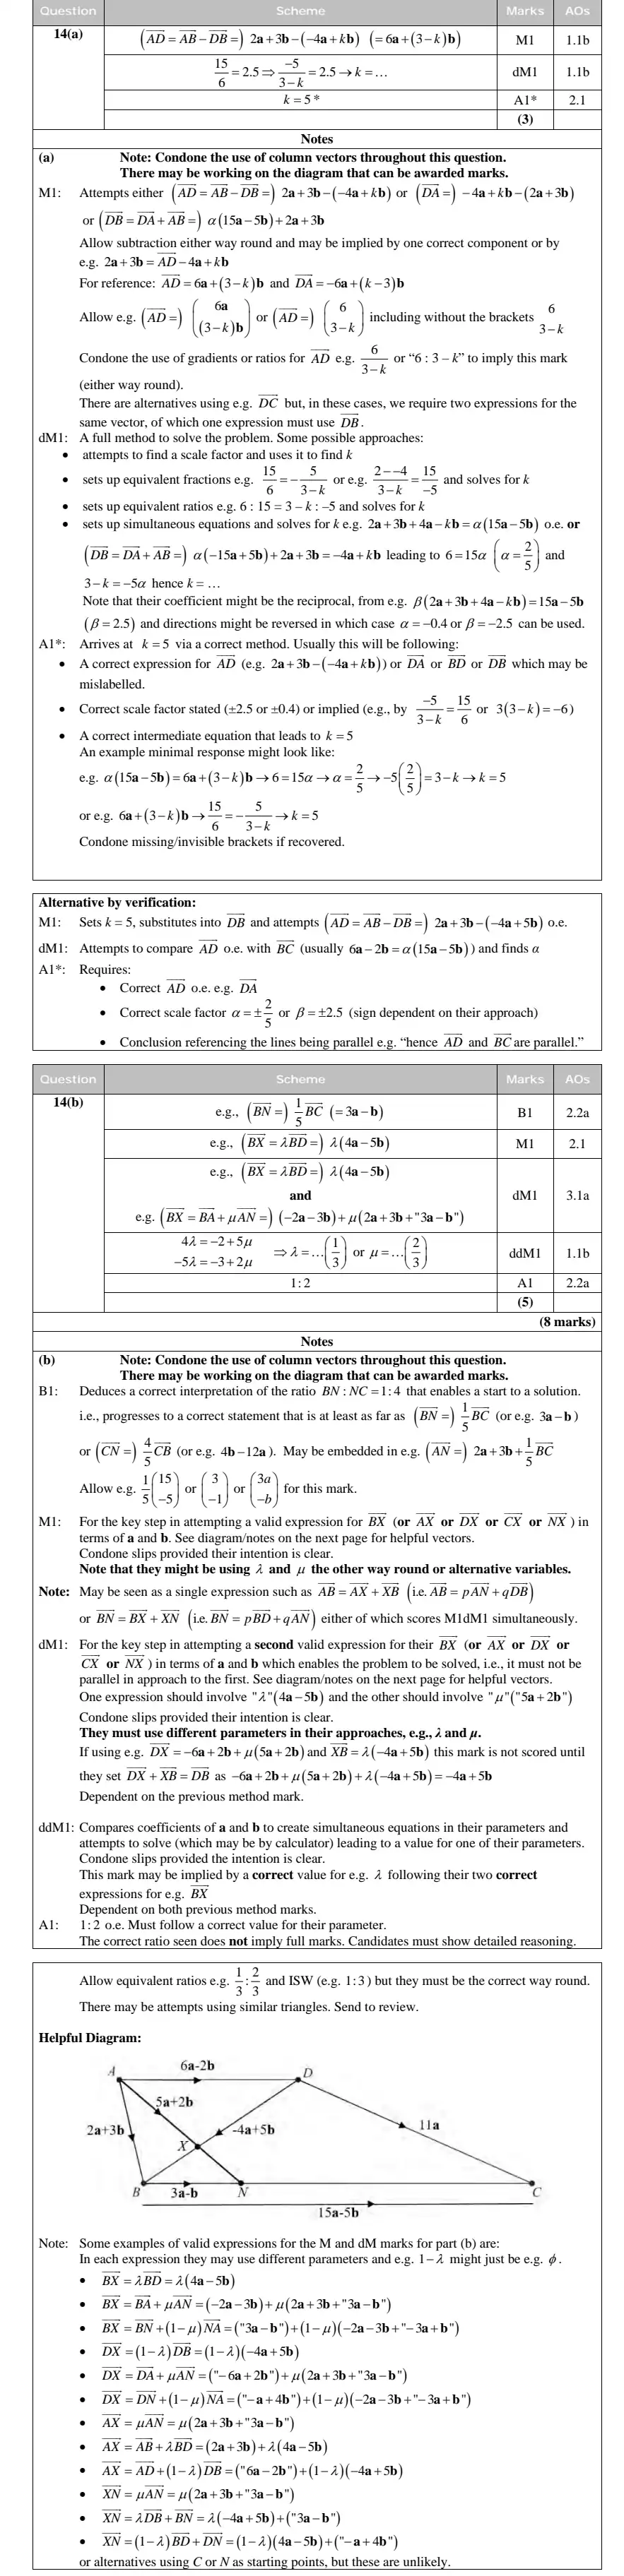 Question Scheme Marks AOs
14(a) (AD = AB − DB =) 2a + 3b − (−4a + kb) (= 6a + (3 − k)b) M1 1.1b
15/6 = 2.5 ⇒ −5/(3 − k) = 2.5 → k = … dM1 1.1b
k = 5 * A1* 2.1
(3)
Notes
(a) Note: Condone the use of column vectors throughout this question.
There may be working on the diagram that can be awarded marks.
M1: Attempts either (AD = AB − DB =) 2a + 3b − (−4a + kb) or (DA =) −4a + kb − (2a + 3b)
or (DB = DA + AB =) α(15a − 5b) + 2a + 3b
Allow subtraction either way round and may be implied by one correct component or by
e.g. 2a + 3b = AD − 4a + kb
For reference: AD = 6a + (3 − k)b and DA = −6a + (k − 3)b
Allow e.g. (AD =) (6a (3 − k)b) or (AD =) (6 3 − k) including without the brackets 6 3 − k
Condone the use of gradients or ratios for AD e.g. 6/(3 − k) or “6 : 3 − k” to imply this mark
(either way round).
There are alternatives using e.g. DC but, in these cases, we require two expressions for the
same vector, of which one expression must use DB.
dM1: A full method to solve the problem. Some possible approaches:
• attempts to find a scale factor and uses it to find k
• sets up equivalent fractions e.g. 15/6 = −5/(3 − k) or e.g. (2 − −4)/(3 − k) = 15/−5 and solves for k
• sets up equivalent ratios e.g. 6 : 15 = 3 − k : −5 and solves for k
• sets up simultaneous equations and solves for k e.g. 2a + 3b + 4a − kb = α(15a − 5b) o.e. or
(DB = DA + AB =) α(−15a + 5b) + 2a + 3b = −4a + kb leading to 6 = 15α (α = 2/5) and
3 − k = −5α hence k = …
Note that their coefficient might be the reciprocal, from e.g. β(2a + 3b + 4a − kb) = 15a − 5b
(β = 2.5) and directions might be reversed in which case α = −0.4 or β = −2.5 can be used.
A1*: Arrives at k = 5 via a correct method. Usually this will be following:
• A correct expression for AD (e.g. 2a + 3b − (−4a + kb)) or DA or BD or DB which may be
mislabelled.
• Correct scale factor stated (±2.5 or ±0.4) or implied (e.g., by −5/(3 − k) = 15/6 or 3(3 − k) = −6)
• A correct intermediate equation that leads to k = 5
An example minimal response might look like:
e.g. α(15a − 5b) = 6a + (3 − k)b → 6 = 15α → α = 2/5 → −5(2/5) = 3 − k → k = 5
or e.g. 6a + (3 − k)b → 15/6 = −5/(3 − k) → k = 5
Condone missing/invisible brackets if recovered.
Alternative by verification:
M1: Sets k = 5, substitutes into DB and attempts (AD = AB − DB =) 2a + 3b − (−4a + 5b) o.e.
dM1: Attempts to compare AD o.e. with BC (usually 6a − 2b = α(15a − 5b)) and finds α
A1*: Requires:
• Correct AD o.e. e.g. DA
• Correct scale factor α = ±2/5 or β = ±2.5 (sign dependent on their approach)
• Conclusion referencing the lines being parallel e.g. “hence AD and BC are parallel.”
Question Scheme Marks AOs
14(b) e.g., (BN =) 1/5 BC (= 3a − b) B1 2.2a
e.g., (BX = λBD =) λ(4a − 5b) M1 2.1
e.g., (BX = λBD =) λ(4a − 5b)
and
e.g. (BX = BA + μAN =) (−2a − 3b) + μ(2a + 3b + "3a − b") dM1 3.1a
4λ = −2 + 5μ
−5λ = −3 + 2μ ⇒ λ = …(1/3) or μ = …(2/3) ddM1 1.1b
1 : 2 A1 2.2a
(5)
(8 marks)
Notes
(b) Note: Condone the use of column vectors throughout this question.
There may be working on the diagram that can be awarded marks.
B1: Deduces a correct interpretation of the ratio BN : NC = 1 : 4 that enables a start to a solution.
i.e., progresses to a correct statement that is at least as far as (BN =) 1/5 BC (or e.g. 3a − b)
or (CN =) 4/5 CB (or e.g. 4b − 12a). May be embedded in e.g. (AN =) 2a + 3b + 1/5 BC
Allow e.g. 1/5 (15 −5) or (3 −1) or (3a −b) for this mark.
M1: For the key step in attempting a valid expression for BX (or AX or DX or CX or NX) in
terms of a and b. See diagram/notes on the next page for helpful vectors.
Condone slips provided their intention is clear.
Note that they might be using λ and μ the other way round or alternative variables.
Note: May be seen as a single expression such as AB = AX + XB (i.e. AB = pAN + qDB)
or BN = BX + XN (i.e. BN = pBD + qAN) either of which scores M1dM1 simultaneously.
dM1: For the key step in attempting a second valid expression for their BX (or AX or DX or
CX or NX) in terms of a and b which enables the problem to be solved, i.e., it must not be
parallel in approach to the first. See diagram/notes on the next page for helpful vectors.
One expression should involve "λ"(4a − 5b) and the other should involve "μ"("5a + 2b")
Condone slips provided their intention is clear.
They must use different parameters in their approaches, e.g., λ and μ.
If using e.g. DX = −6a + 2b + μ(5a + 2b) and XB = λ(−4a + 5b) this mark is not scored until
they set DX + XB = DB as −6a + 2b + μ(5a + 2b) + λ(−4a + 5b) = −4a + 5b
Dependent on the previous method mark.
ddM1: Compares coefficients of a and b to create simultaneous equations in their parameters and
attempts to solve (which may be by calculator) leading to a value for one of their parameters.
Condone slips provided the intention is clear.
This mark may be implied by a correct value for e.g. λ following their two correct
expressions for e.g. BX
Dependent on both previous method marks.
A1: 1 : 2 o.e. Must follow a correct value for their parameter.
The correct ratio seen does not imply full marks. Candidates must show detailed reasoning.
Allow equivalent ratios e.g. 1/3 : 2/3 and ISW (e.g. 1 : 3) but they must be the correct way round.
There may be attempts using similar triangles. Send to review.
Helpful Diagram:
A 6a-2b D
5a+2b
2a+3b -4a+5b 11a
X
B 3a-b N C
15a-5b
Note: Some examples of valid expressions for the M and dM marks for part (b) are:
In each expression they may use different parameters and e.g. 1 − λ might just be e.g. ϕ.
• BX = λBD = λ(4a − 5b)
• BX = BA + μAN = (−2a − 3b) + μ(2a + 3b + "3a − b")
• BX = BN + (1 − μ)NA = ("3a − b") + (1 − μ)(−2a − 3b + "−3a + b")
• DX = (1 − λ)DB = (1 − λ)(−4a + 5b)
• DX = DA + μAN = ("−6a + 2b") + μ(2a + 3b + "3a − b")
• DX = DN + (1 − μ)NA = ("−a + 4b") + (1 − μ)(−2a − 3b + "−3a + b")
• AX = μAN = μ(2a + 3b + "3a − b")
• AX = AB + λBD = (2a + 3b) + λ(4a − 5b)
• AX = AD + (1 − λ)DB = ("6a − 2b") + (1 − λ)(−4a + 5b)
• XN = μAN = μ(2a + 3b + "3a − b")
• XN = λDB + BN = λ(−4a + 5b) + ("3a − b")
• XN = (1 − λ)BD + DN = (1 − λ)(4a − 5b) + ("−a + 4b")
or alternatives using C or N as starting points, but these are unlikely.